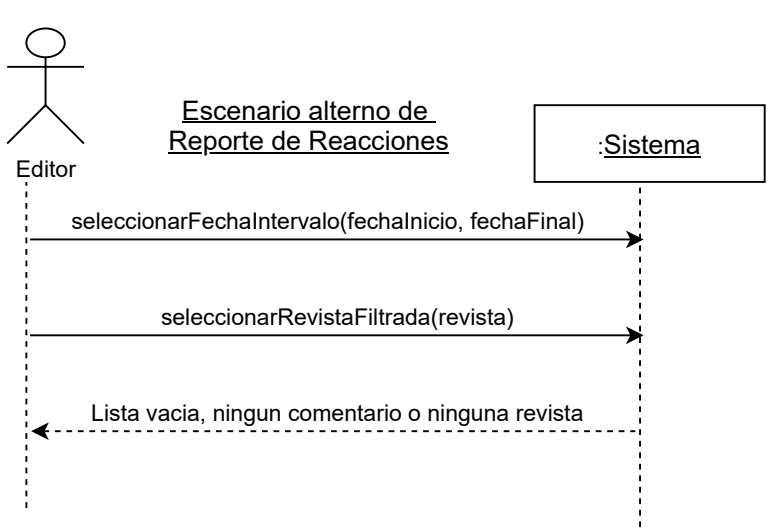 Escenario alterno de
Reporte de Reacciones
:Sistema
Editor
seleccionarFechaIntervalo(fechaInicio, fechaFinal)
seleccionarRevistaFiltrada(revista)
Lista vacia, ningun comentario o ninguna revista